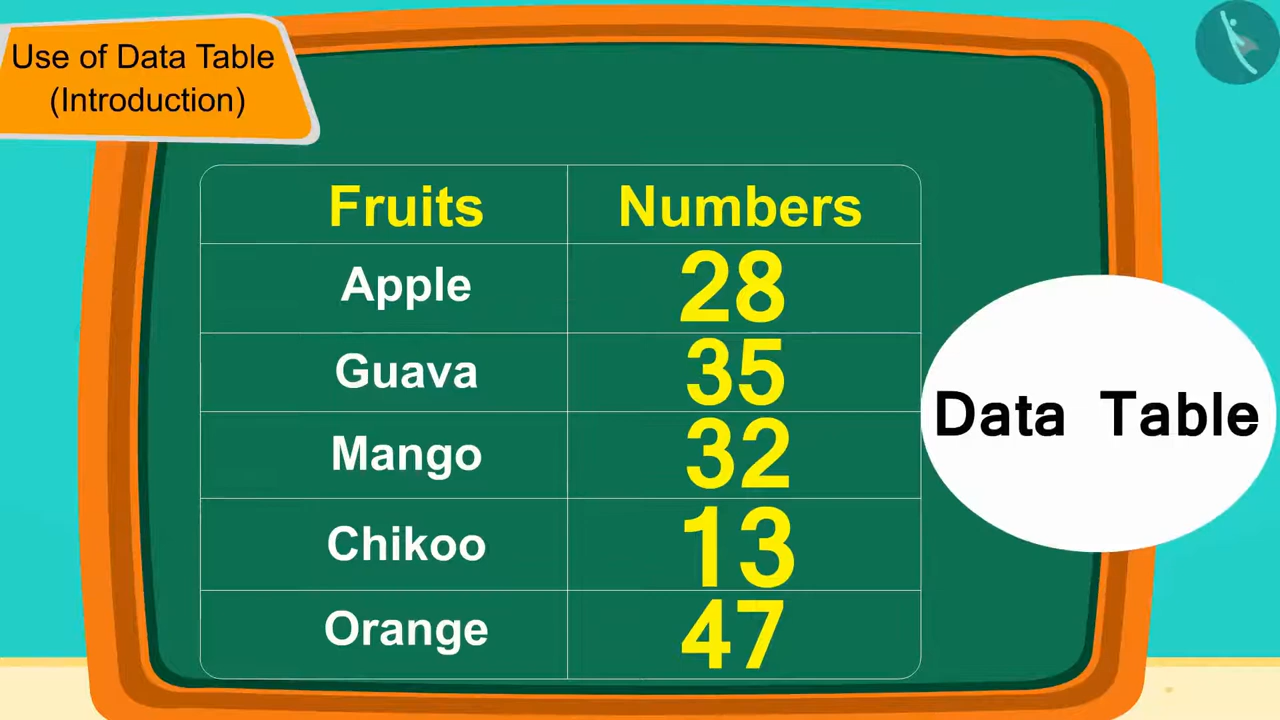 Use of Data Table
(Introduction)
Fruits Numbers
Apple 28
Guava 35
Mango 32
Chikoo 13
Orange 47
Data Table